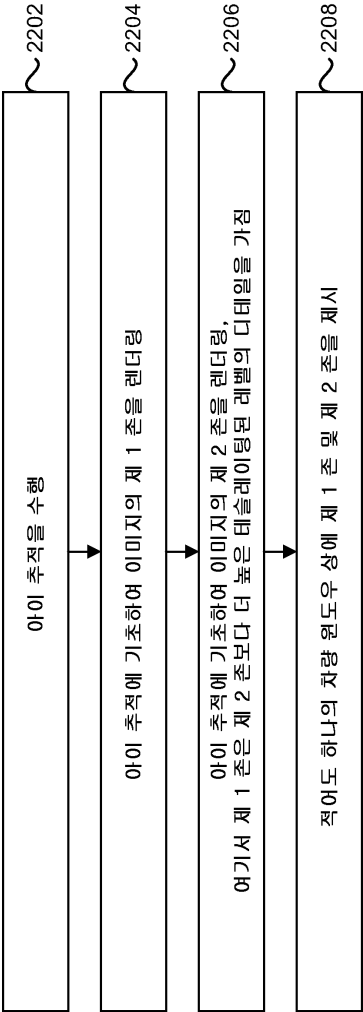 2202
아이 추적을 수행
2204
아이 추적에 기초하여 이미지의 제 1 존을 렌더링
2206
아이 추적에 기초하여 이미지의 제 2 존을 렌더링,
여기서 제 1 존은 제 2 존보다 더 높은 테슬레이팅된 레벨의 디테일을 가짐
2208
적어도 하나의 차량 윈도우 상에 제 1 존 및 제 2 존을 제시